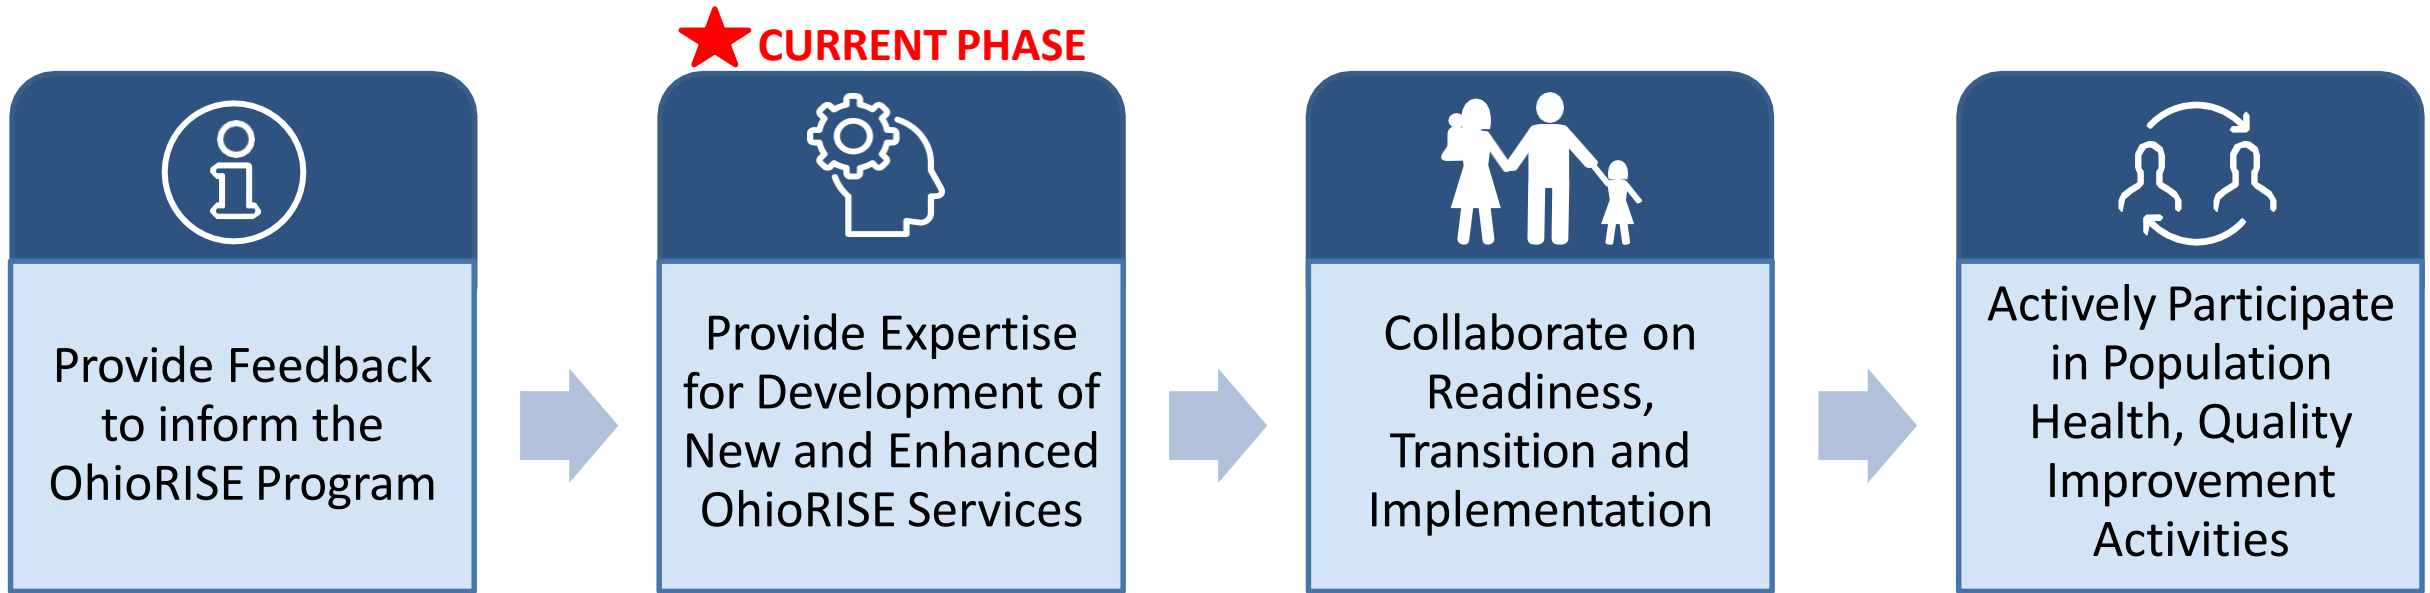 CURRENT PHASE
Provide Feedback
to inform the
OhioRISE Program
Provide Expertise
for Development of
New and Enhanced
OhioRISE Services
Collaborate on
Readiness,
Transition and
Implementation
Actively Participate
in Population
Health, Quality
Improvement
Activities